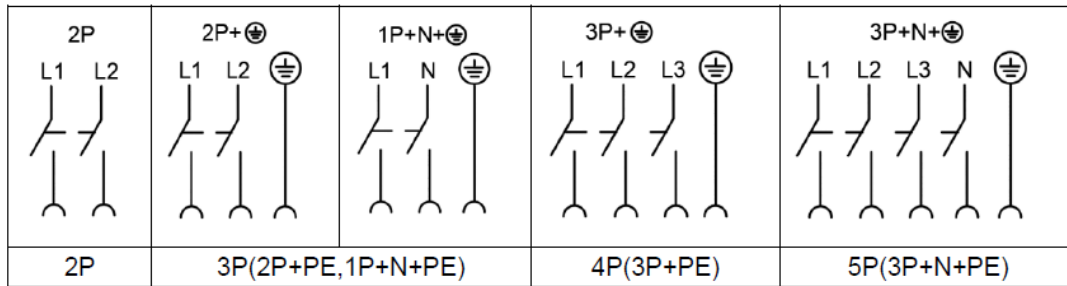 2P 2P+⏚ 1P+N+⏚ 3P+⏚ 3P+N+⏚
L1 L2 L1 L2 L1 N L1 L2 L3 L1 L2 L3 N
2P 3P(2P+PE,1P+N+PE) 4P(3P+PE) 5P(3P+N+PE)